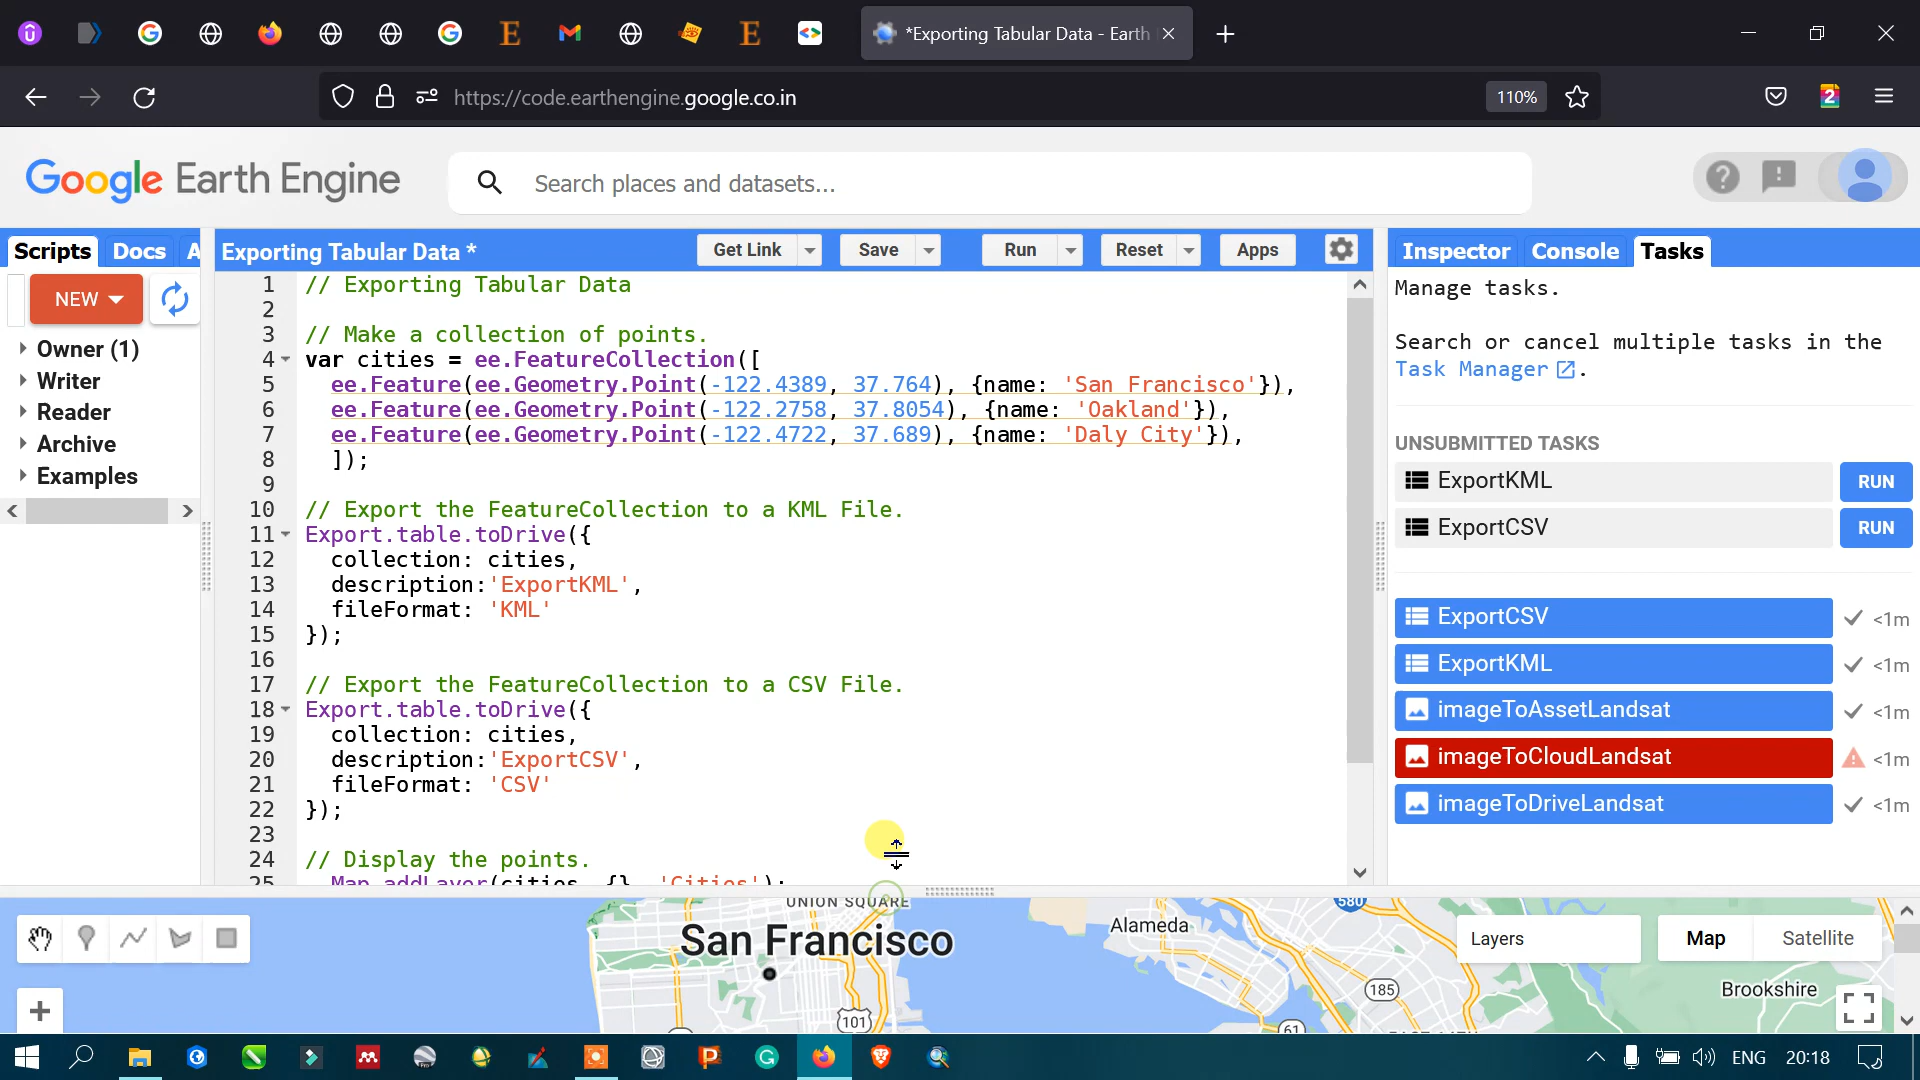 *Exporting Tabular Data - Earth
https://code.earthengine.google.co.in
110%
2
Google Earth Engine
Search places and datasets...
Scripts Docs A
Exporting Tabular Data *
Get Link Save Run Reset Apps
Inspector Console Tasks
NEW
Owner (1)
Writer
Reader
Archive
Examples
1 // Exporting Tabular Data
2
3 // Make a collection of points.
4 var cities = ee.FeatureCollection([
5 ee.Feature(ee.Geometry.Point(-122.4389, 37.764), {name: 'San Francisco'}),
6 ee.Feature(ee.Geometry.Point(-122.2758, 37.8054), {name: 'Oakland'}),
7 ee.Feature(ee.Geometry.Point(-122.4722, 37.689), {name: 'Daly City'}),
8 ]);
9
10 // Export the FeatureCollection to a KML File.
11 Export.table.toDrive({
12 collection: cities,
13 description:'ExportKML',
14 fileFormat: 'KML'
15 });
16
17 // Export the FeatureCollection to a CSV File.
18 Export.table.toDrive({
19 collection: cities,
20 description:'ExportCSV',
21 fileFormat: 'CSV'
22 });
23
24 // Display the points.
25 Map.addLayer(cities, {}, 'Cities');
Manage tasks.
Search or cancel multiple tasks in the
Task Manager .
UNSUBMITTED TASKS
ExportKML RUN
ExportCSV RUN
ExportCSV <1m
ExportKML <1m
imageToAssetLandsat <1m
imageToCloudLandsat <1m
imageToDriveLandsat <1m
UNION SQUARE
San Francisco
Alameda
580
185
61
101
Brookshire
Layers
Map Satellite
ENG 20:18